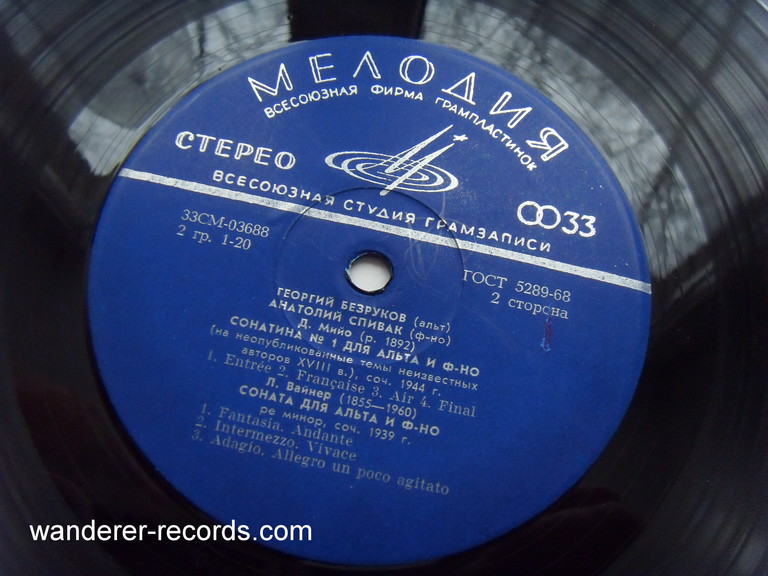 МЕЛОДИЯ
ВСЕСОЮЗНАЯ ФИРМА ГРАМПЛАСТИНОК
СТЕРЕО
33
ВСЕСОЮЗНАЯ СТУДИЯ ГРАМЗАПИСИ
33СМ-03688
2 гр. 1-20
ГОСТ 5289-68
2 сторона
ГЕОРГИЙ БЕЗРУКОВ (альт)
АНАТОЛИЙ СПИВАК (ф-но)
Д. Мийо (р. 1892)
СОНАТИНА № 1 ДЛЯ АЛЬТА И Ф-НО
(на неопубликованные темы неизвестных
авторов XVIII в.), соч. 1944 г.
1. Entrée 2. Française 3. Air 4. Final
Л. Вайнер (1855—1960)
СОНАТА ДЛЯ АЛЬТА И Ф-НО
ре минор, соч. 1939 г.
1. Fantasia. Andante
2. Intermezzo. Vivace
3. Adagio. Allegro un poco agitato
wanderer-records.com